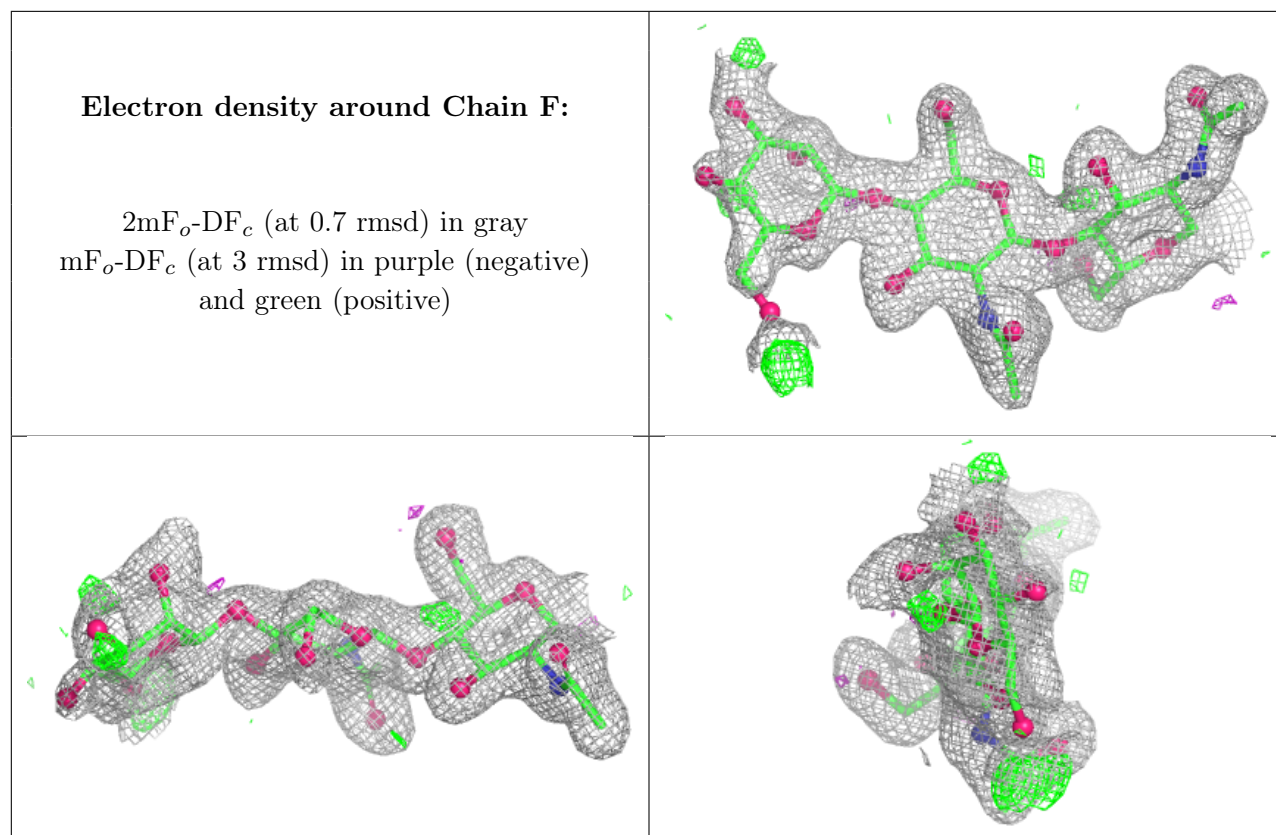 Electron density around Chain F:
2mFo-DFc (at 0.7 rmsd) in gray
mFo-DFc (at 3 rmsd) in purple (negative)
and green (positive)